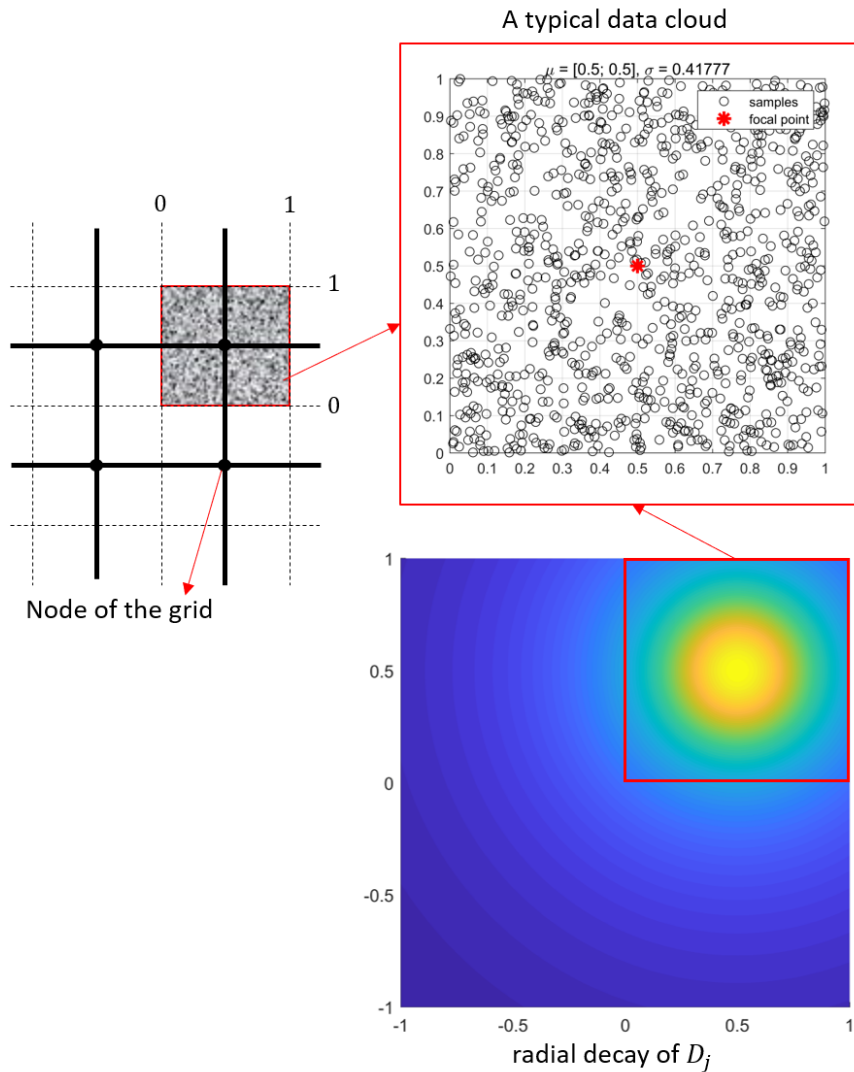 A typical data cloud
μ = [0.5; 0.5], σ = 0.41777
samples
focal point
1
0.9
0.8
0.7
0.6
0.5
0.4
0.3
0.2
0.1
0
0 0.1 0.2 0.3 0.4 0.5 0.6 0.7 0.8 0.9 1
0 1
1
0
Node of the grid
1
0.5
0
-0.5
-1
-1 -0.5 0 0.5 1
radial decay of D_j